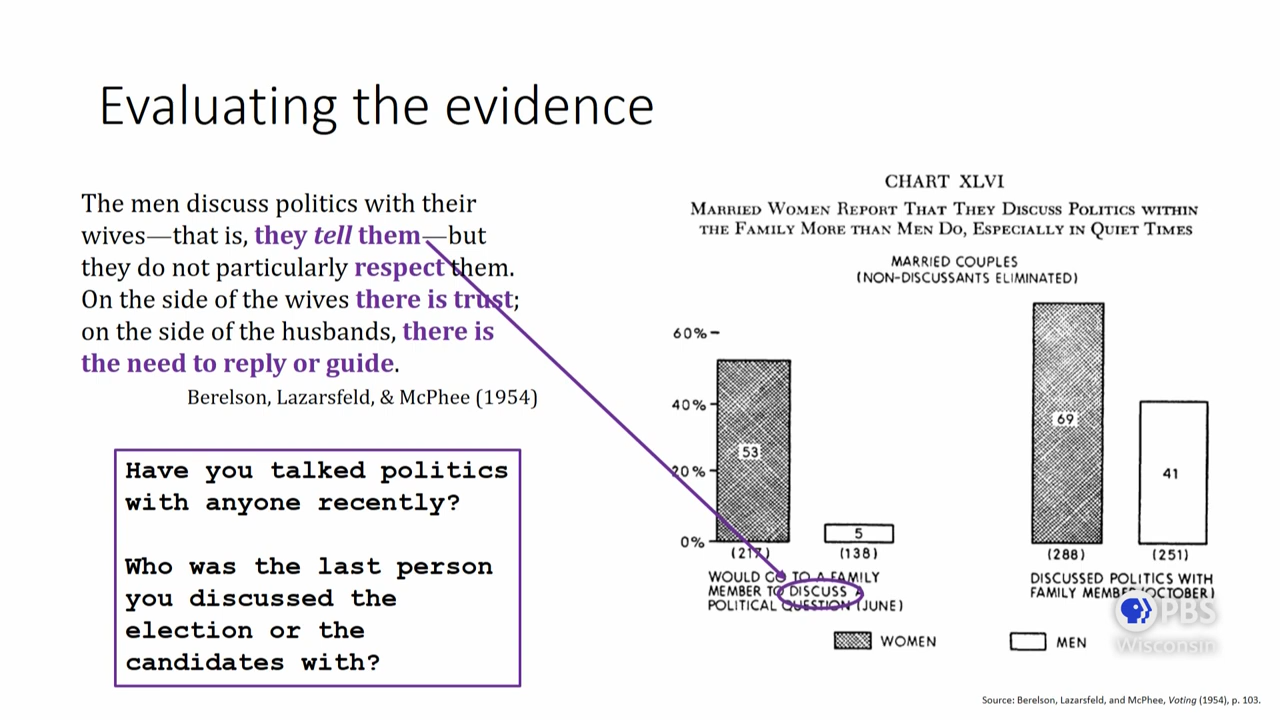 Evaluating the evidence
The men discuss politics with their
wives—that is, they tell them—but
they do not particularly respect them.
On the side of the wives there is trust;
on the side of the husbands, there is
the need to reply or guide.
Berelson, Lazarsfeld, & McPhee (1954)
Have you talked politics
with anyone recently?
Who was the last person
you discussed the
election or the
candidates with?
CHART XLVI
Married Women Report That They Discuss Politics within
the Family More than Men Do, Especially in Quiet Times
MARRIED COUPLES
(NON-DISCUSSANTS ELIMINATED)
60%
40%
20%
0%
53
5
69
41
(217)
(138)
(288)
(251)
WOULD GO TO A FAMILY
MEMBER TO DISCUSS A
POLITICAL QUESTION (JUNE)
DISCUSSED POLITICS WITH
FAMILY MEMBER (OCTOBER)
WOMEN
MEN
PBS
Wisconsin
Source: Berelson, Lazarsfeld, and McPhee, Voting (1954), p. 103.